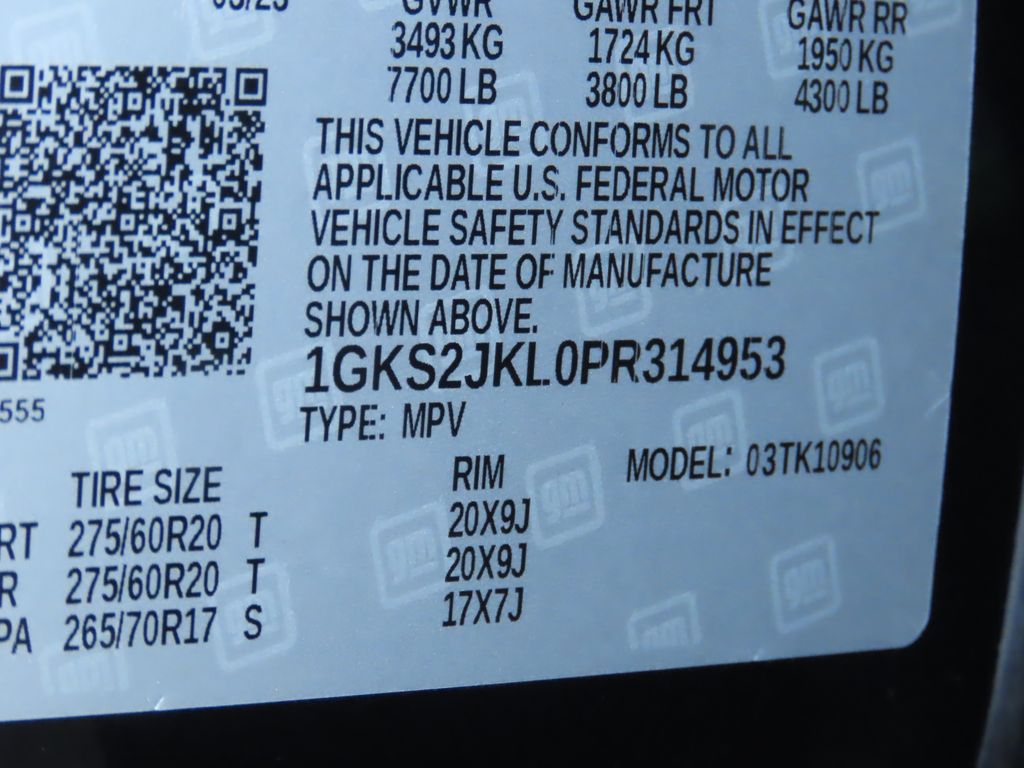 03/23 GVWR GAWR FRT GAWR RR
3493 KG 1724 KG 1950 KG
7700 LB 3800 LB 4300 LB
THIS VEHICLE CONFORMS TO ALL
APPLICABLE U.S. FEDERAL MOTOR
VEHICLE SAFETY STANDARDS IN EFFECT
ON THE DATE OF MANUFACTURE
SHOWN ABOVE.
1GKS2JKL0PR314953
555
TYPE: MPV
TIRE SIZE RIM MODEL: 03TK10906
RT 275/60R20 T 20X9J
R 275/60R20 T 20X9J
PA 265/70R17 S 17X7J